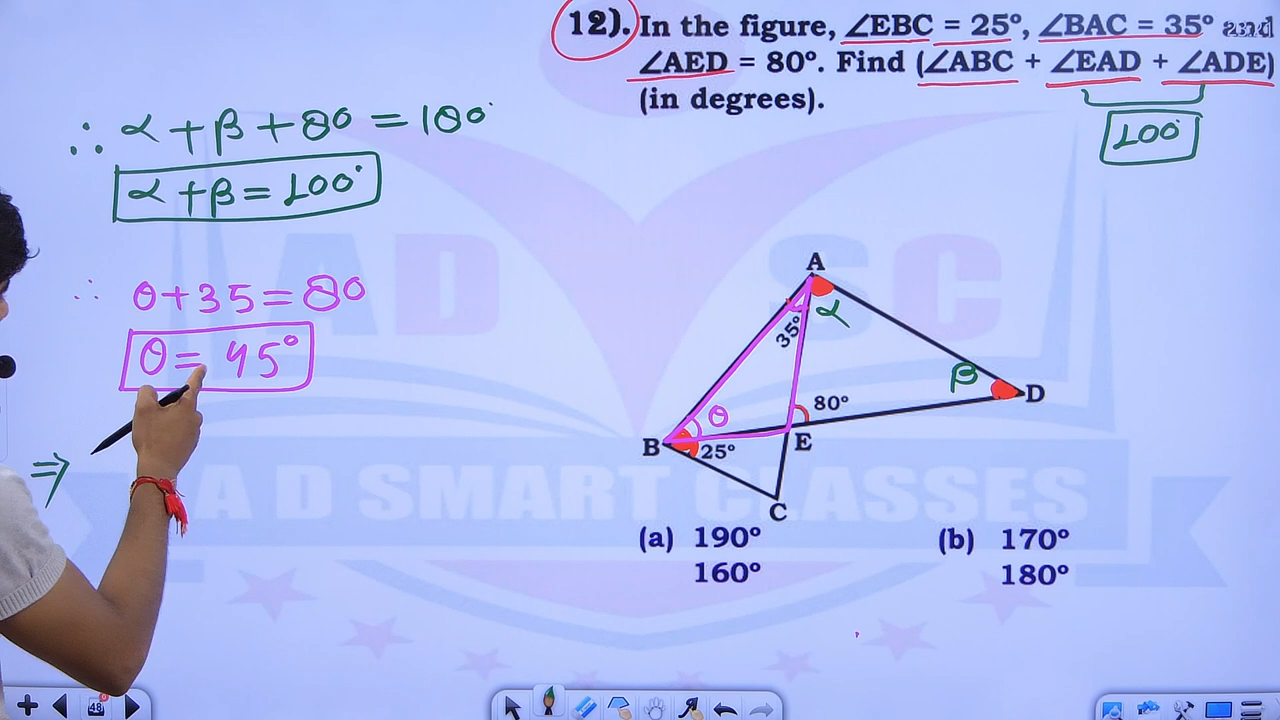 12). In the figure, ∠EBC = 25°, ∠BAC = 35° and
∠AED = 80°. Find (∠ABC + ∠EAD + ∠ADE)
(in degrees).
100°
∴ α + β + 80 = 180°
α + β = 100°
∴ θ + 35 = 80
θ = 45°
⇒
A
35°
α
β
D
80°
θ
B
25°
E
C
A D S C
A D SMART CLASSES
(a) 190° (b) 170°
160° 180°
48